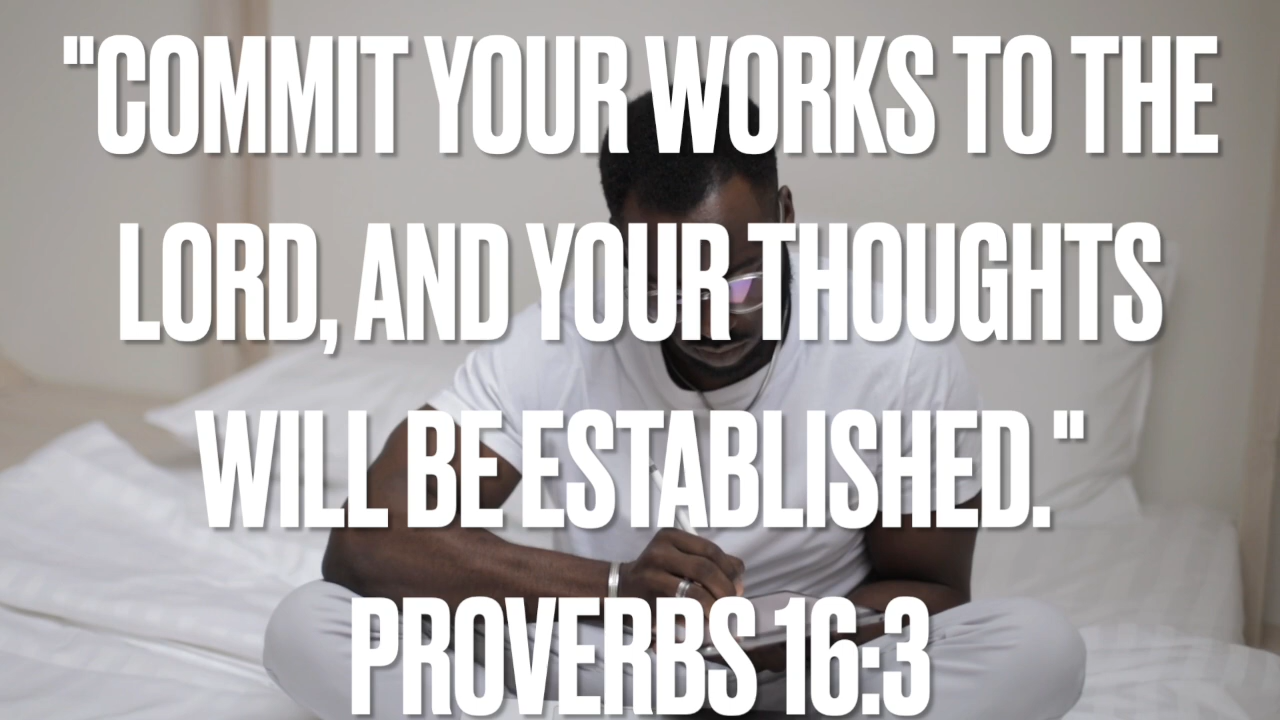 "COMMIT YOUR WORKS TO THE
LORD, AND YOUR THOUGHTS
WILL BE ESTABLISHED."
PROVERBS 16:3